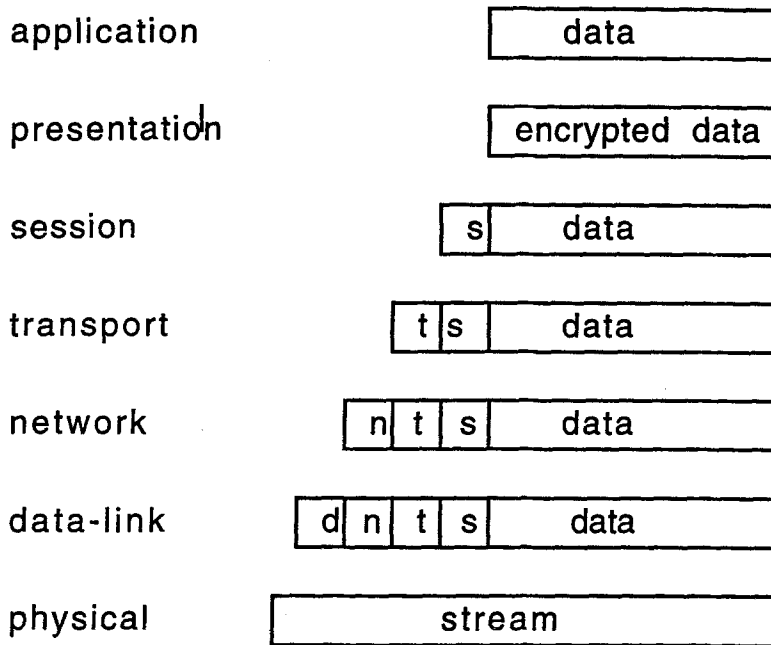 application data
presentation encrypted data
session s data
transport t s data
network n t s data
data-link d n t s data
physical stream